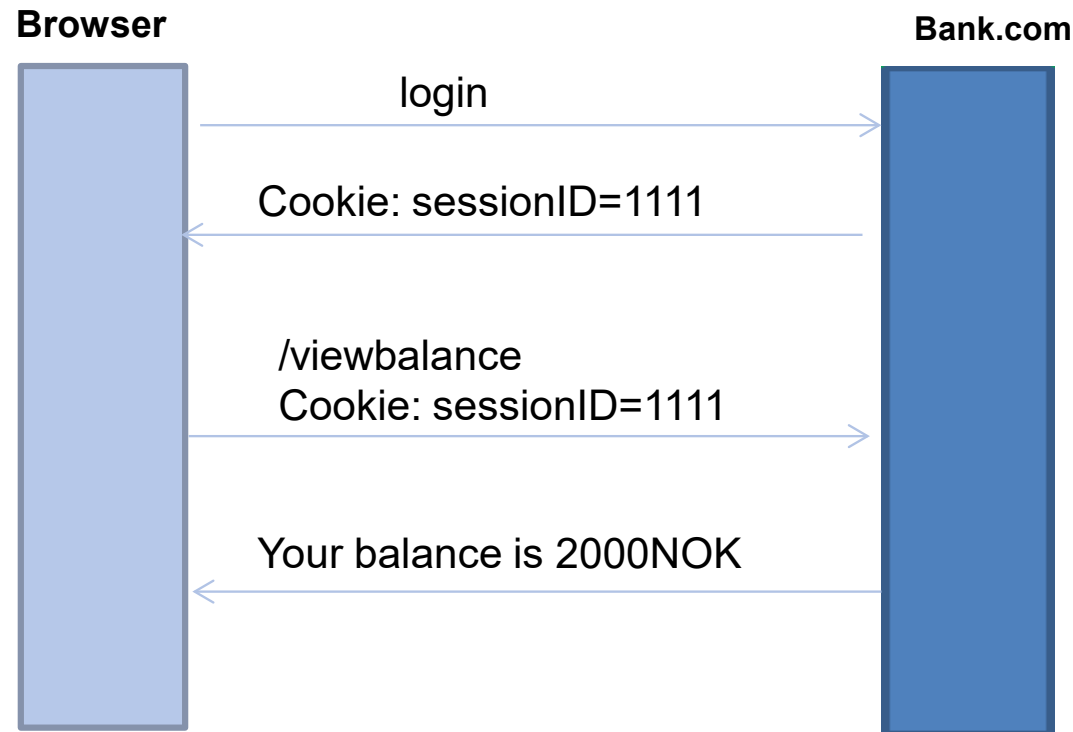 Browser
Bank.com
login
Cookie: sessionID=1111
/viewbalance
Cookie: sessionID=1111
Your balance is 2000NOK